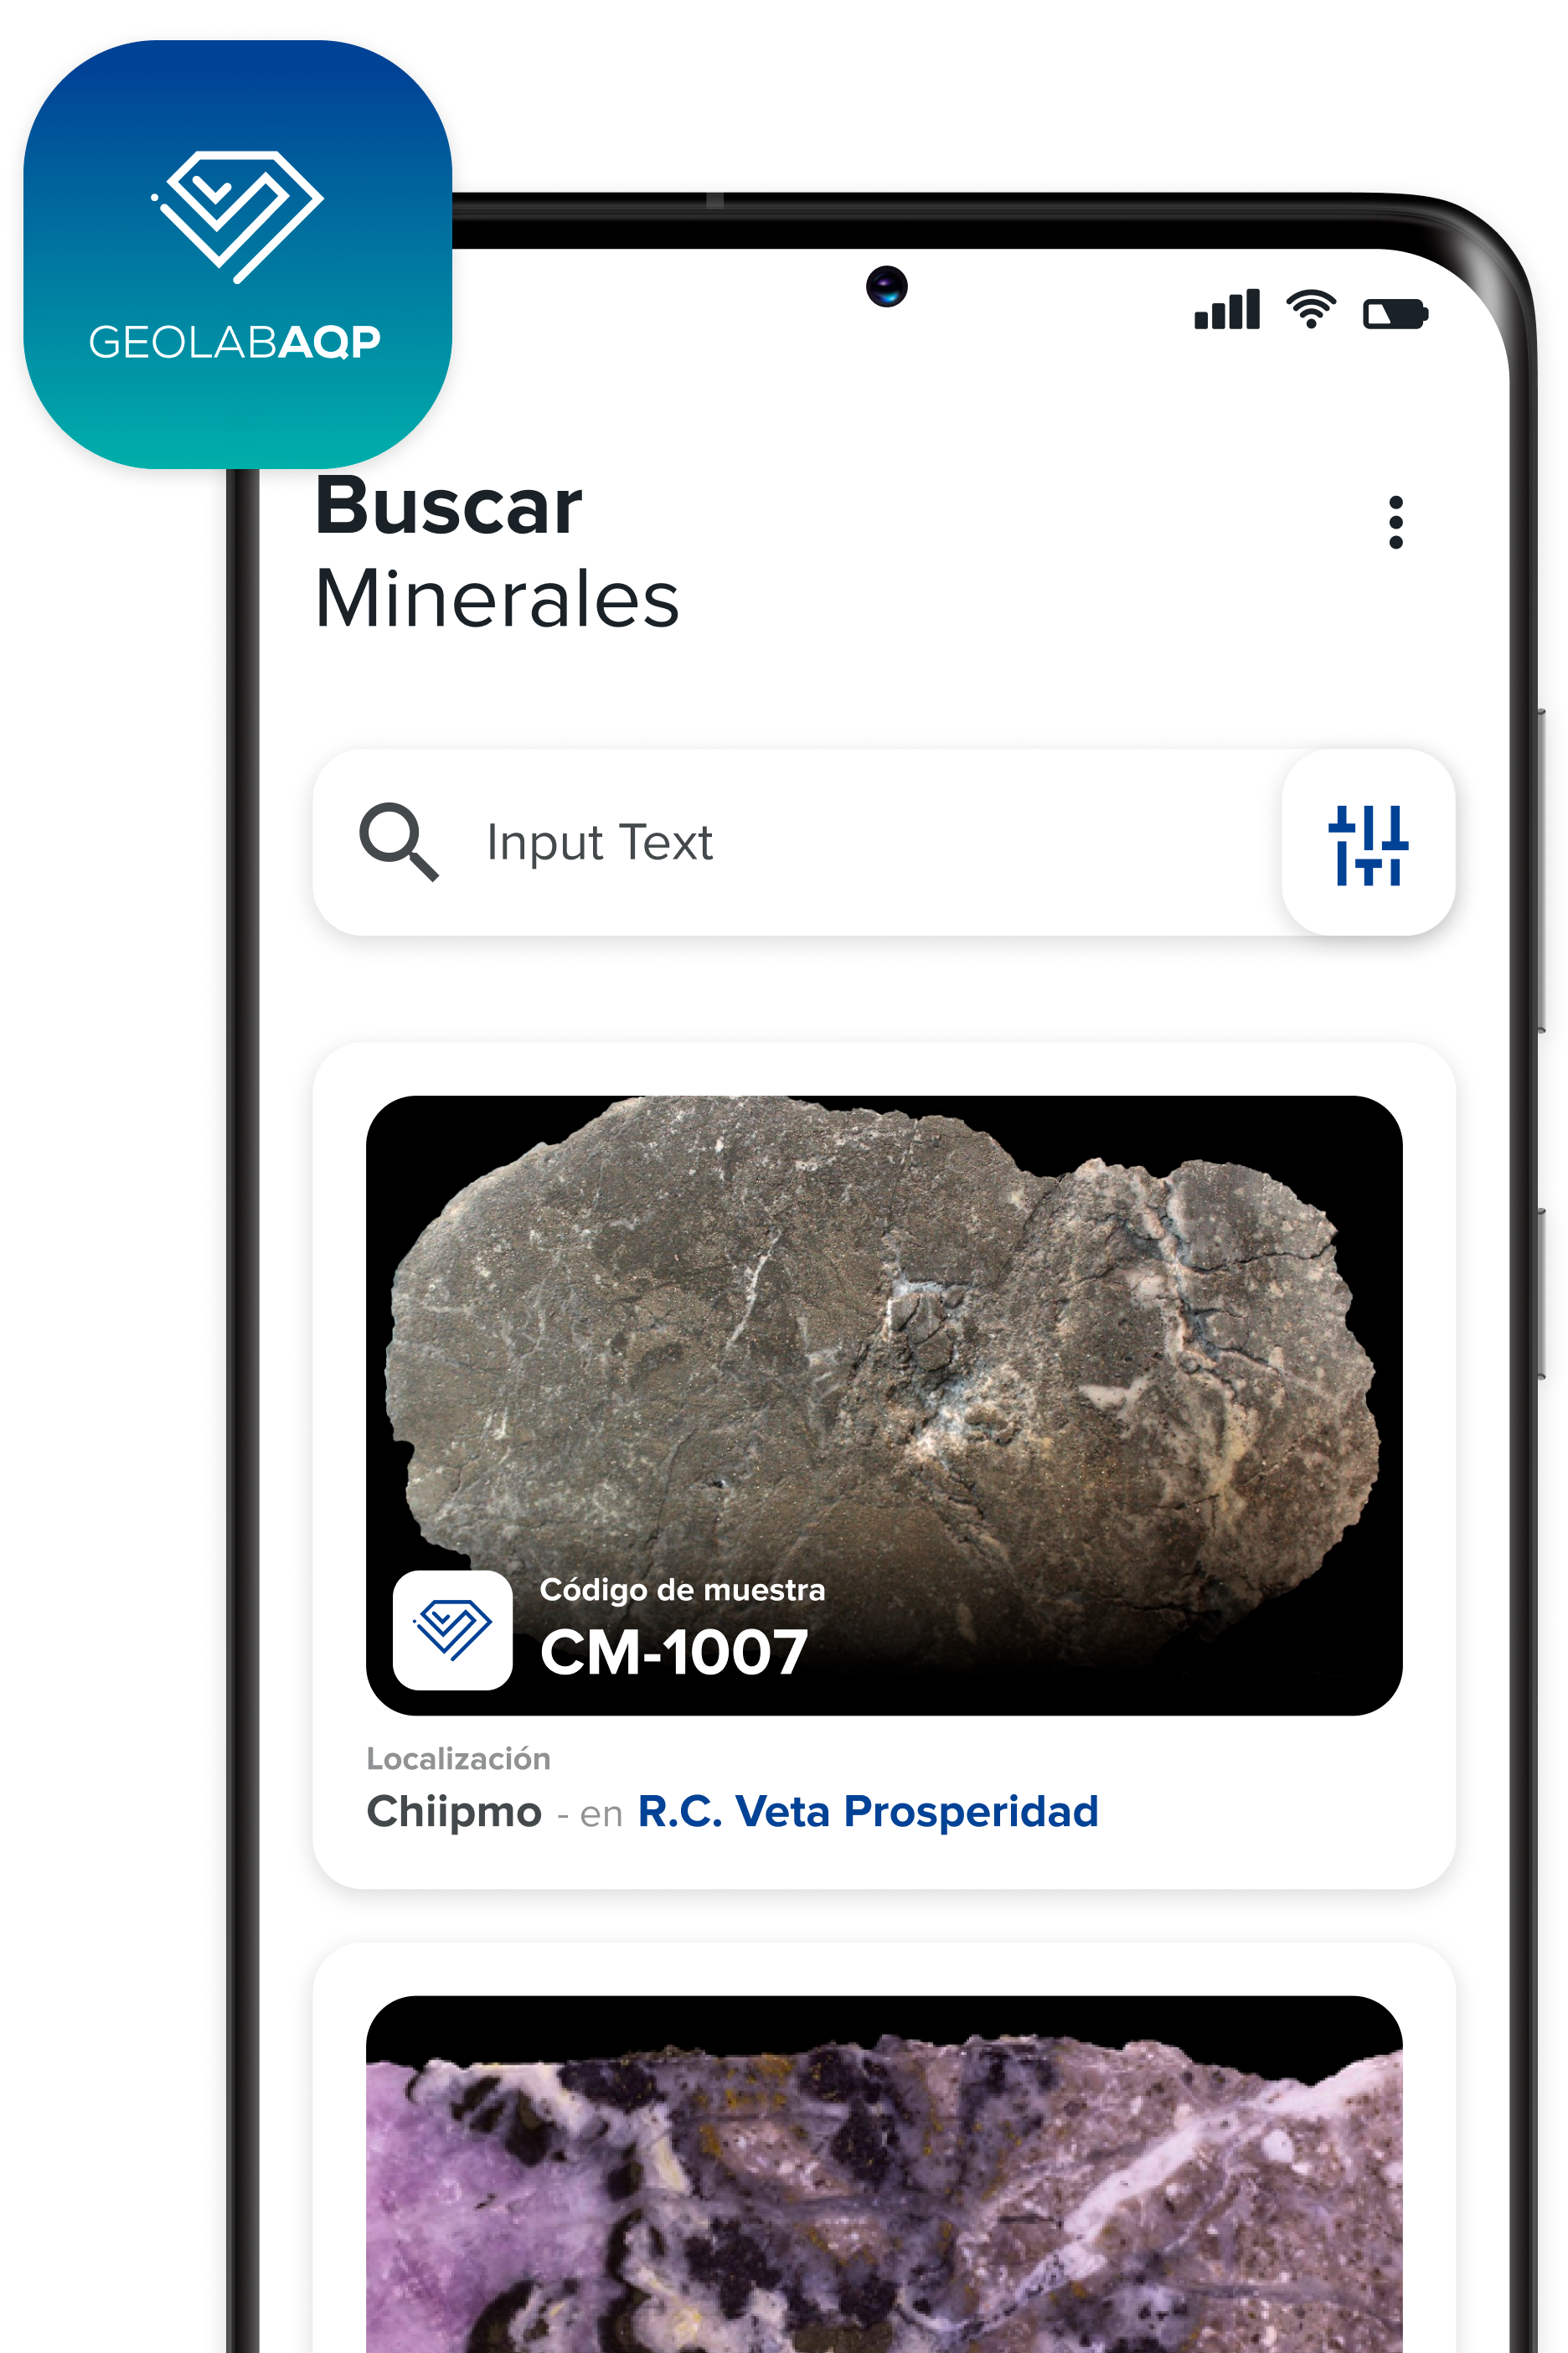 GEOLABAQP
Buscar
Minerales
Input Text
Código de muestra
CM-1007
Localización
Chiipmo - en R.C. Veta Prosperidad